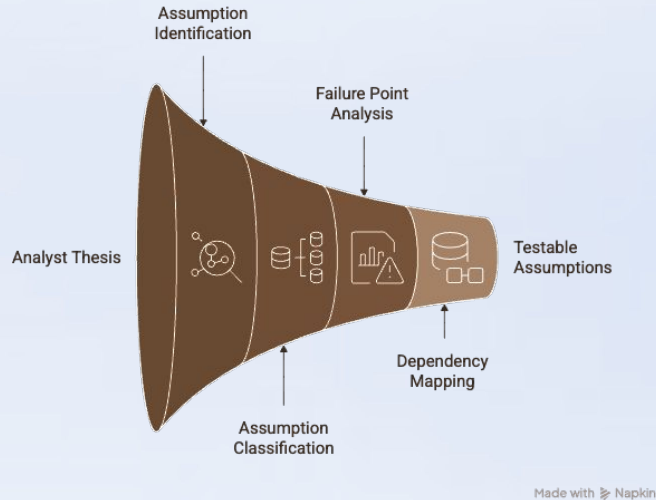 Assumption
Identification
Failure Point
Analysis
Analyst Thesis
Testable
Assumptions
Dependency
Mapping
Assumption
Classification
Made with Napkin